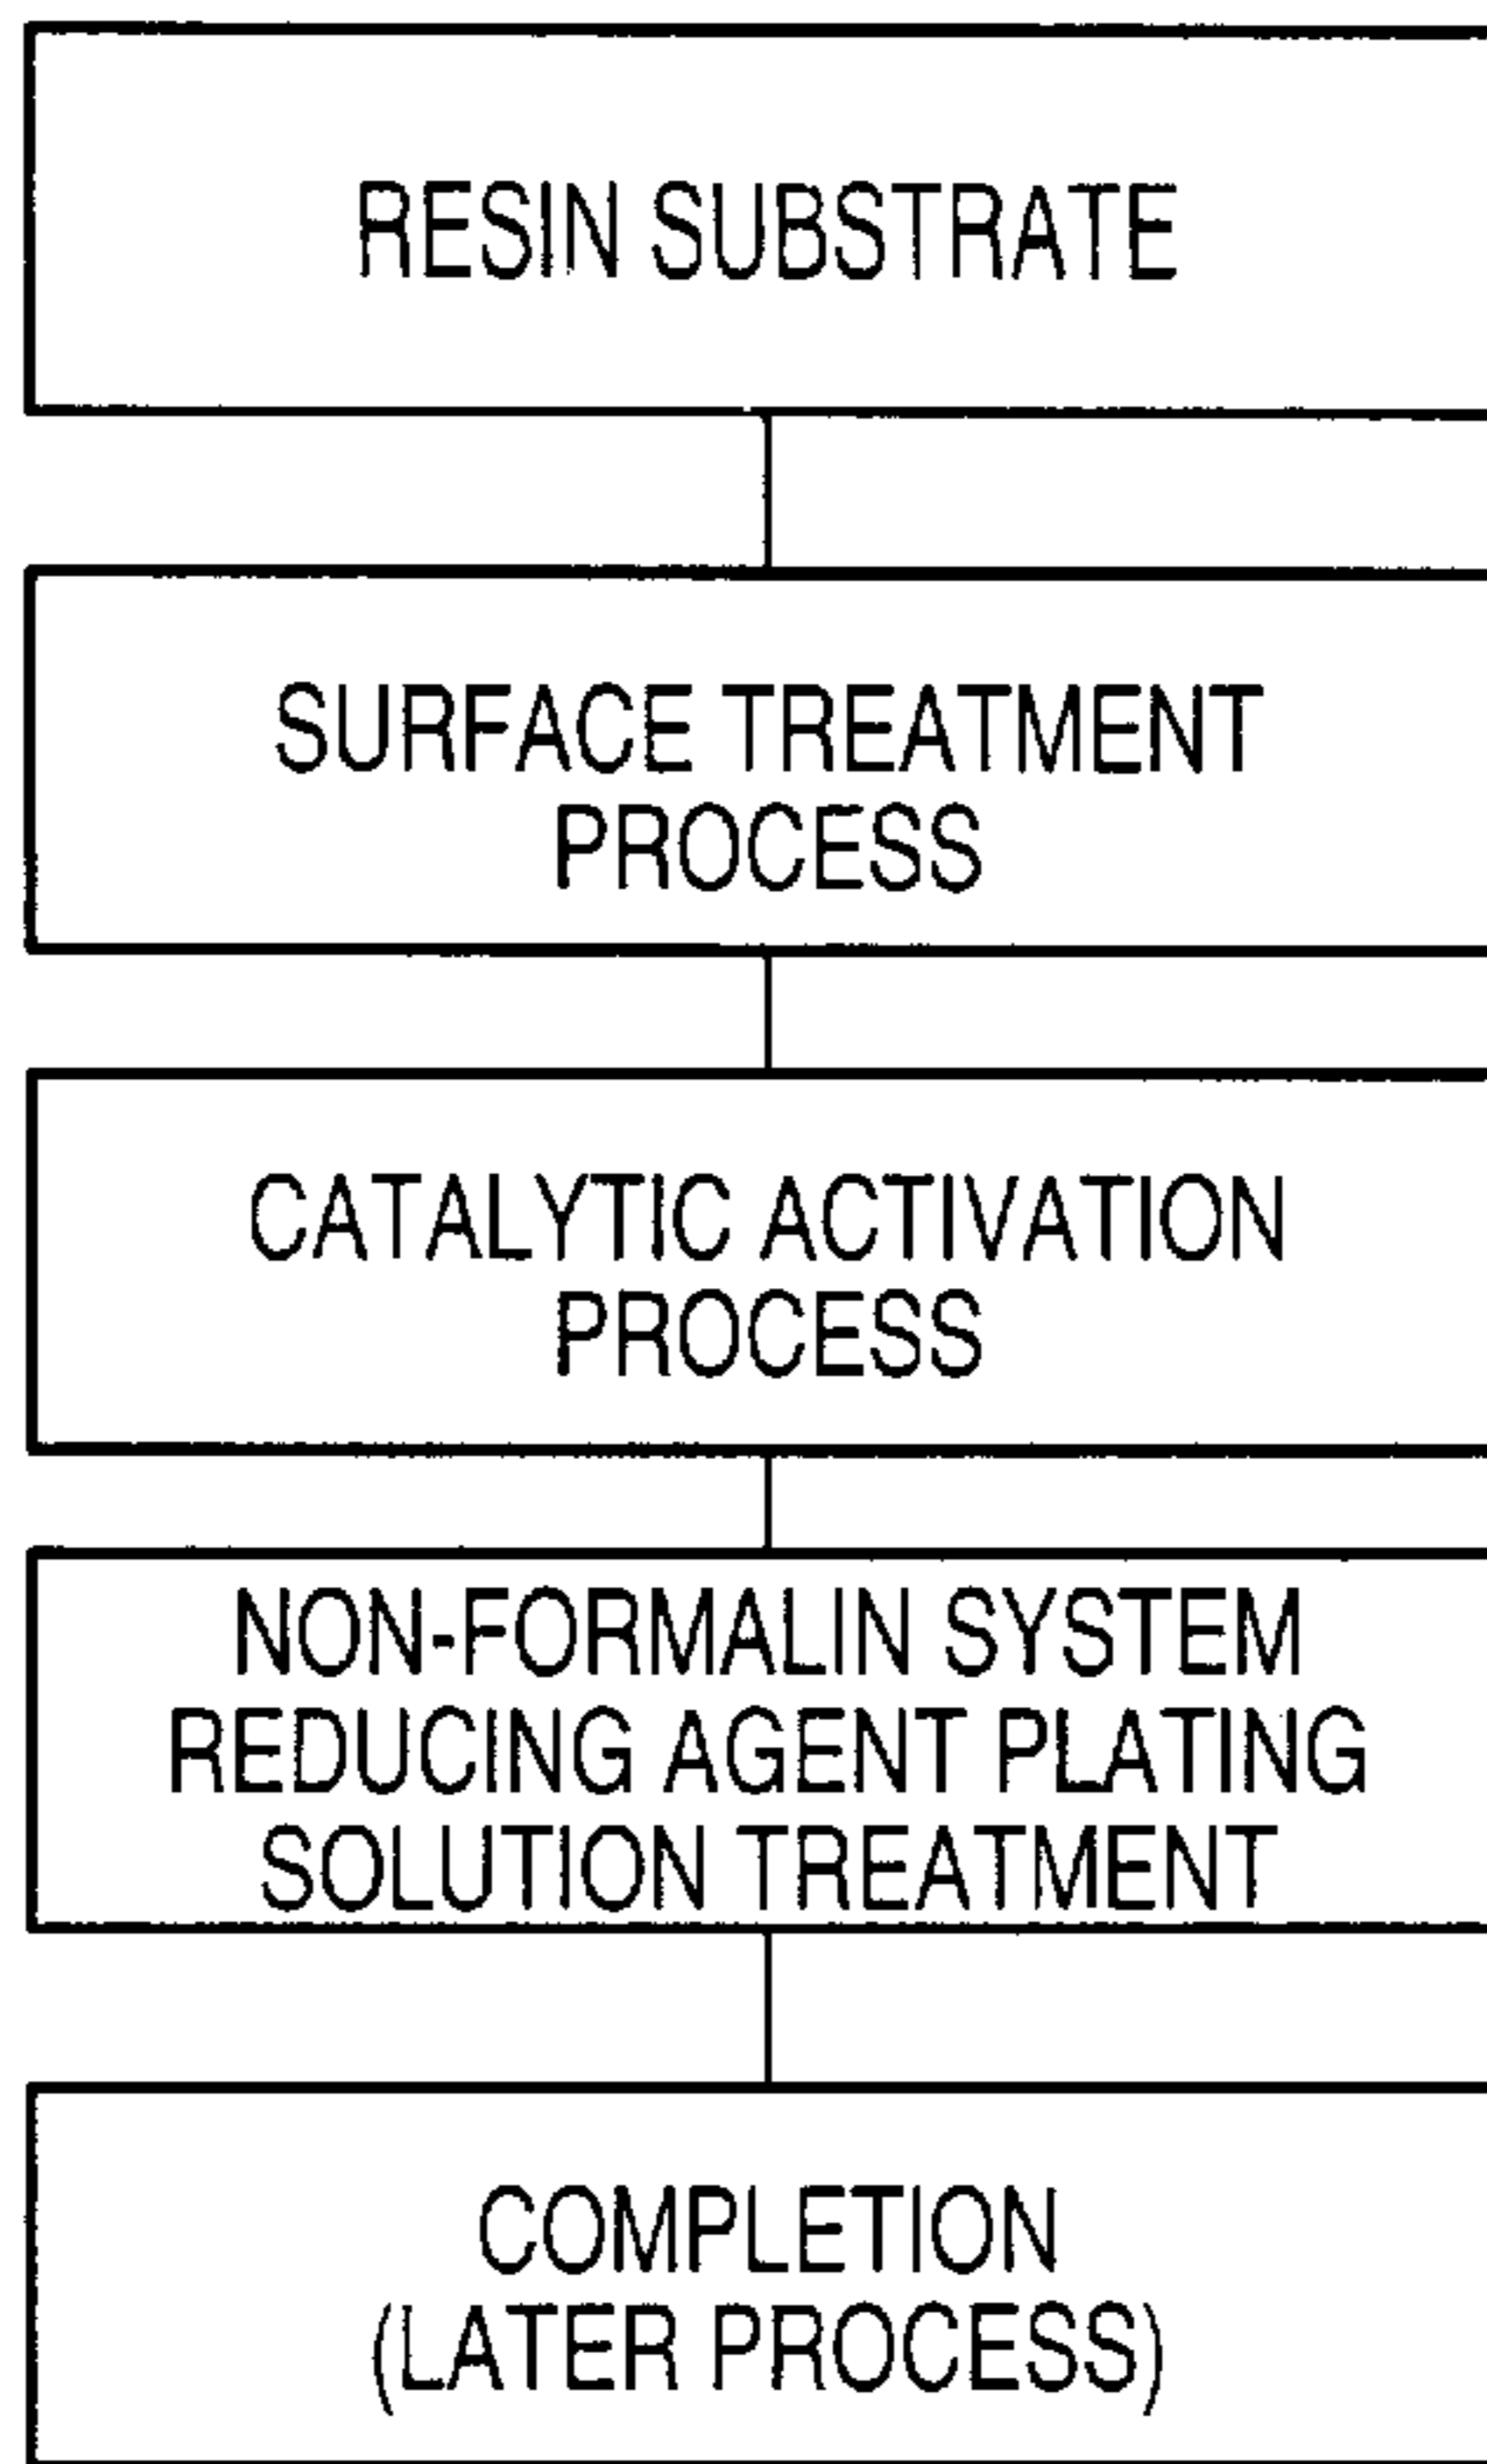 RESIN SUBSTRATE
SURFACE TREATMENT
PROCESS
CATALYTIC ACTIVATION
PROCESS
NON-FORMALIN SYSTEM
REDUCING AGENT PLATING
SOLUTION TREATMENT
COMPLETION
(LATER PROCESS)